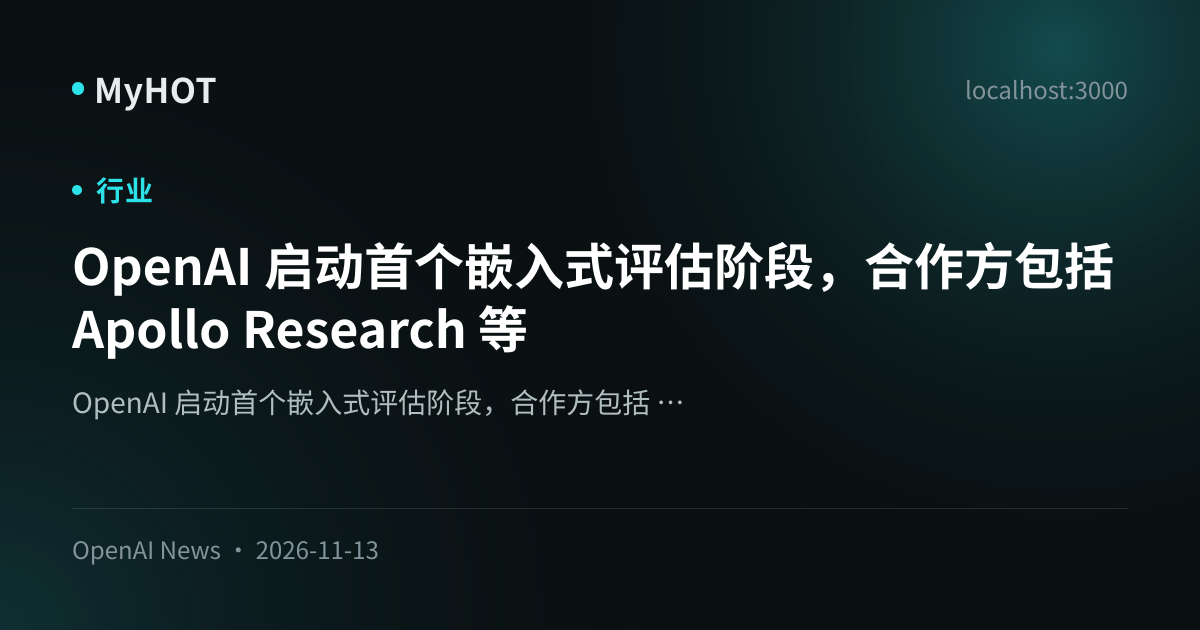 MyHOT
localhost:3000
行业
OpenAI 启动首个嵌入式评估阶段，合作方包括
Apollo Research 等
OpenAI 启动首个嵌入式评估阶段，合作方包括 …
OpenAI News · 2026-11-13